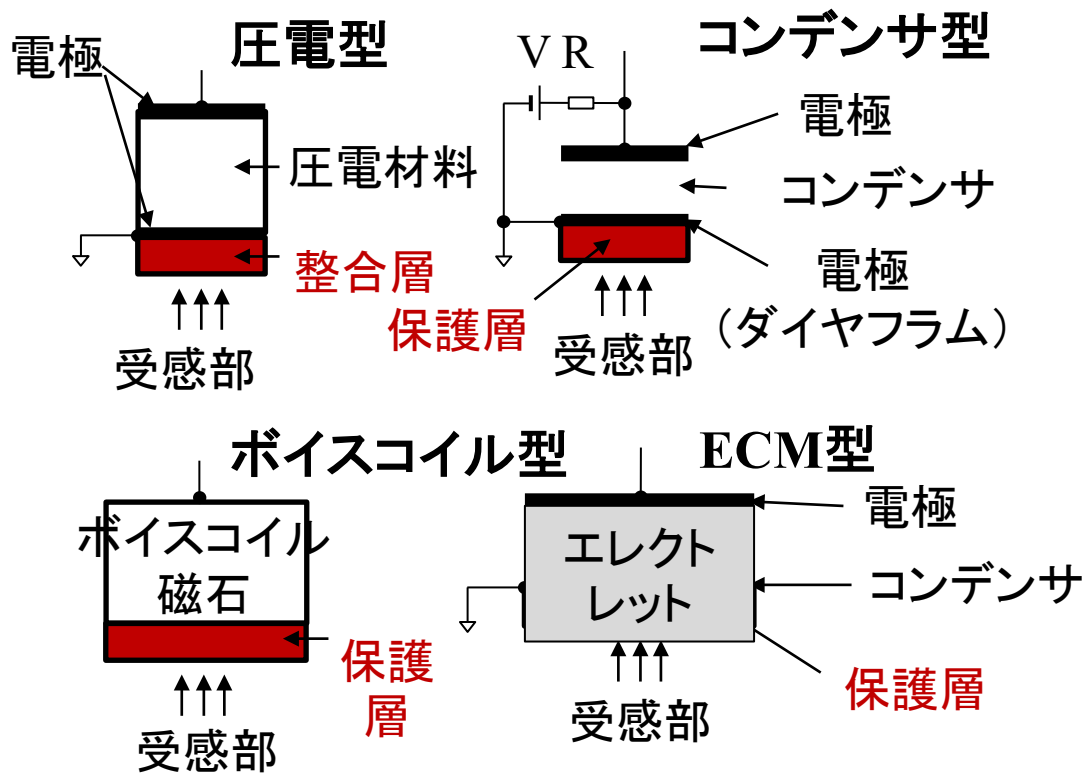 圧電型
電極
圧電材料
整合層
受感部
コンデンサ型
V R
電極
コンデンサ
電極
（ダイヤフラム）
保護層
受感部
ボイスコイル型
ボイスコイル
磁石
保護
層
受感部
ECM型
電極
エレクト
レット
コンデンサ
保護層
受感部